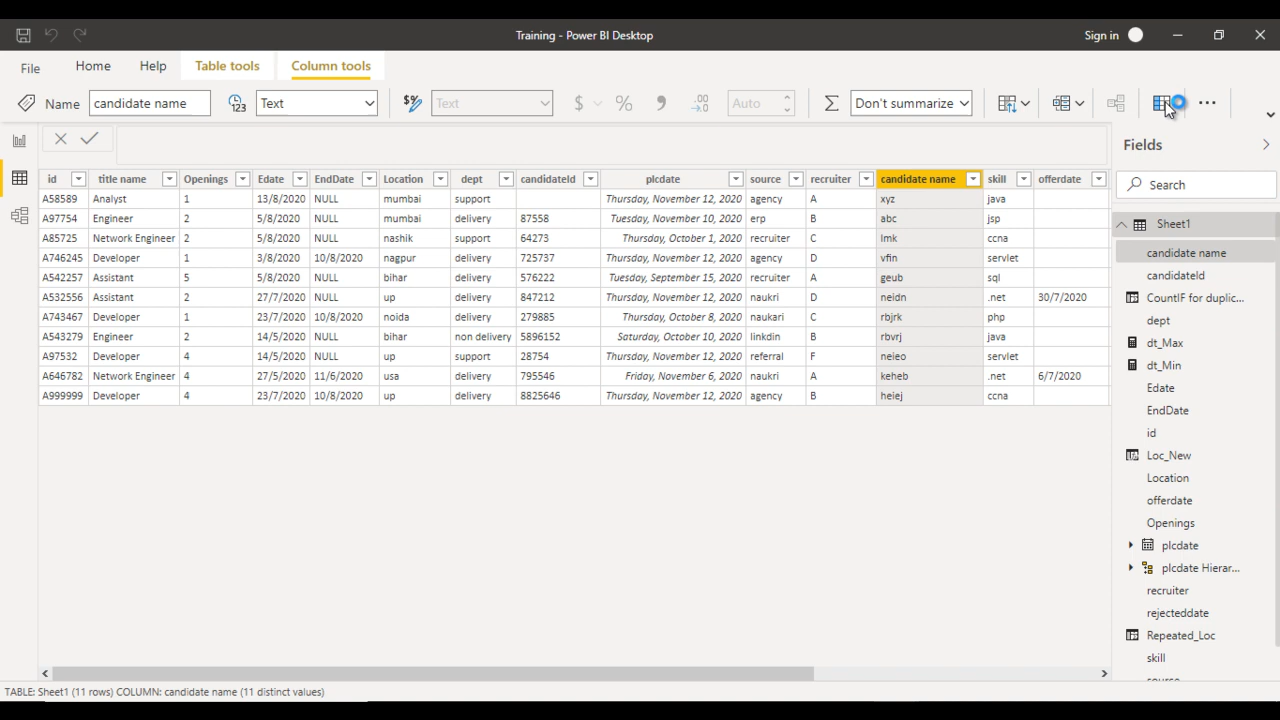 Training - Power BI Desktop
Sign in
File Home Help Table tools Column tools
Name candidate name Text Text $ % Auto Don't summarize
Fields
Search
id title name Openings Edate EndDate Location dept candidateId plcdate source recruiter candidate name skill offerdate
A58589 Analyst 1 13/8/2020 NULL mumbai support Thursday, November 12, 2020 agency A xyz java
A97754 Engineer 2 5/8/2020 NULL mumbai delivery 87558 Tuesday, November 10, 2020 erp B abc jsp
A85725 Network Engineer 2 5/8/2020 NULL nashik support 64273 Thursday, October 1, 2020 recruiter C lmk ccna
A746245 Developer 1 3/8/2020 10/8/2020 nagpur delivery 725737 Thursday, November 12, 2020 agency D vfin servlet
A542257 Assistant 5 5/8/2020 NULL bihar delivery 576222 Tuesday, September 15, 2020 recruiter A geub sql
A532556 Assistant 2 27/7/2020 NULL up delivery 847212 Thursday, November 12, 2020 naukri D neidn .net 30/7/2020
A743467 Developer 1 23/7/2020 10/8/2020 noida delivery 279885 Thursday, October 8, 2020 naukari C rbjrk php
A543279 Engineer 2 14/5/2020 NULL bihar non delivery 5896152 Saturday, October 10, 2020 linkdin B rbvrj java
A97532 Developer 4 14/5/2020 NULL up support 28754 Thursday, November 12, 2020 referral F neieo servlet
A646782 Network Engineer 4 27/5/2020 11/6/2020 usa delivery 795546 Friday, November 6, 2020 naukri A keheb .net 6/7/2020
A999999 Developer 4 23/7/2020 10/8/2020 up delivery 8825646 Thursday, November 12, 2020 agency B heiej ccna
Sheet1
candidate name
candidateId
CountIF for duplic...
dept
dt_Max
dt_Min
Edate
EndDate
id
Loc_New
Location
offerdate
Openings
plcdate
plcdate Hierar...
recruiter
rejecteddate
Repeated_Loc
skill
TABLE: Sheet1 (11 rows) COLUMN: candidate name (11 distinct values)